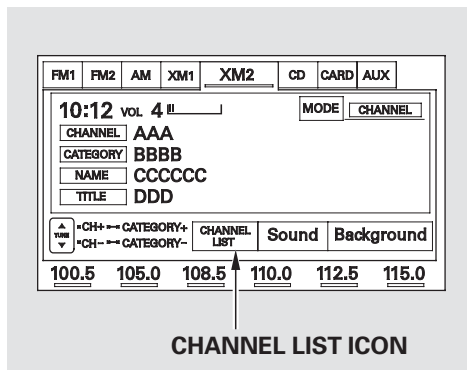 FM1 FM2 AM XM1 XM2 CD CARD AUX
10:12 VOL 4 MODE CHANNEL
CHANNEL AAA
CATEGORY BBBB
NAME CCCCCC
TITLE DDD
TUNE CH+ CATEGORY+
CH- CATEGORY-
CHANNEL
LIST
Sound Background
100.5 105.0 108.5 110.0 112.5 115.0
CHANNEL LIST ICON